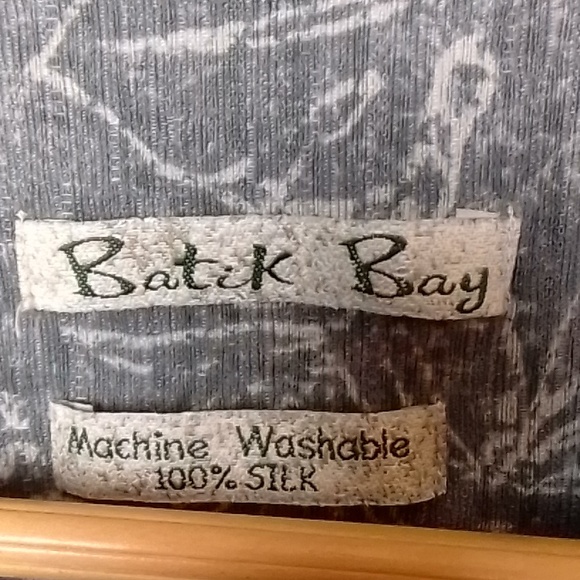 Batik Bay
Machine Washable
100% SILK